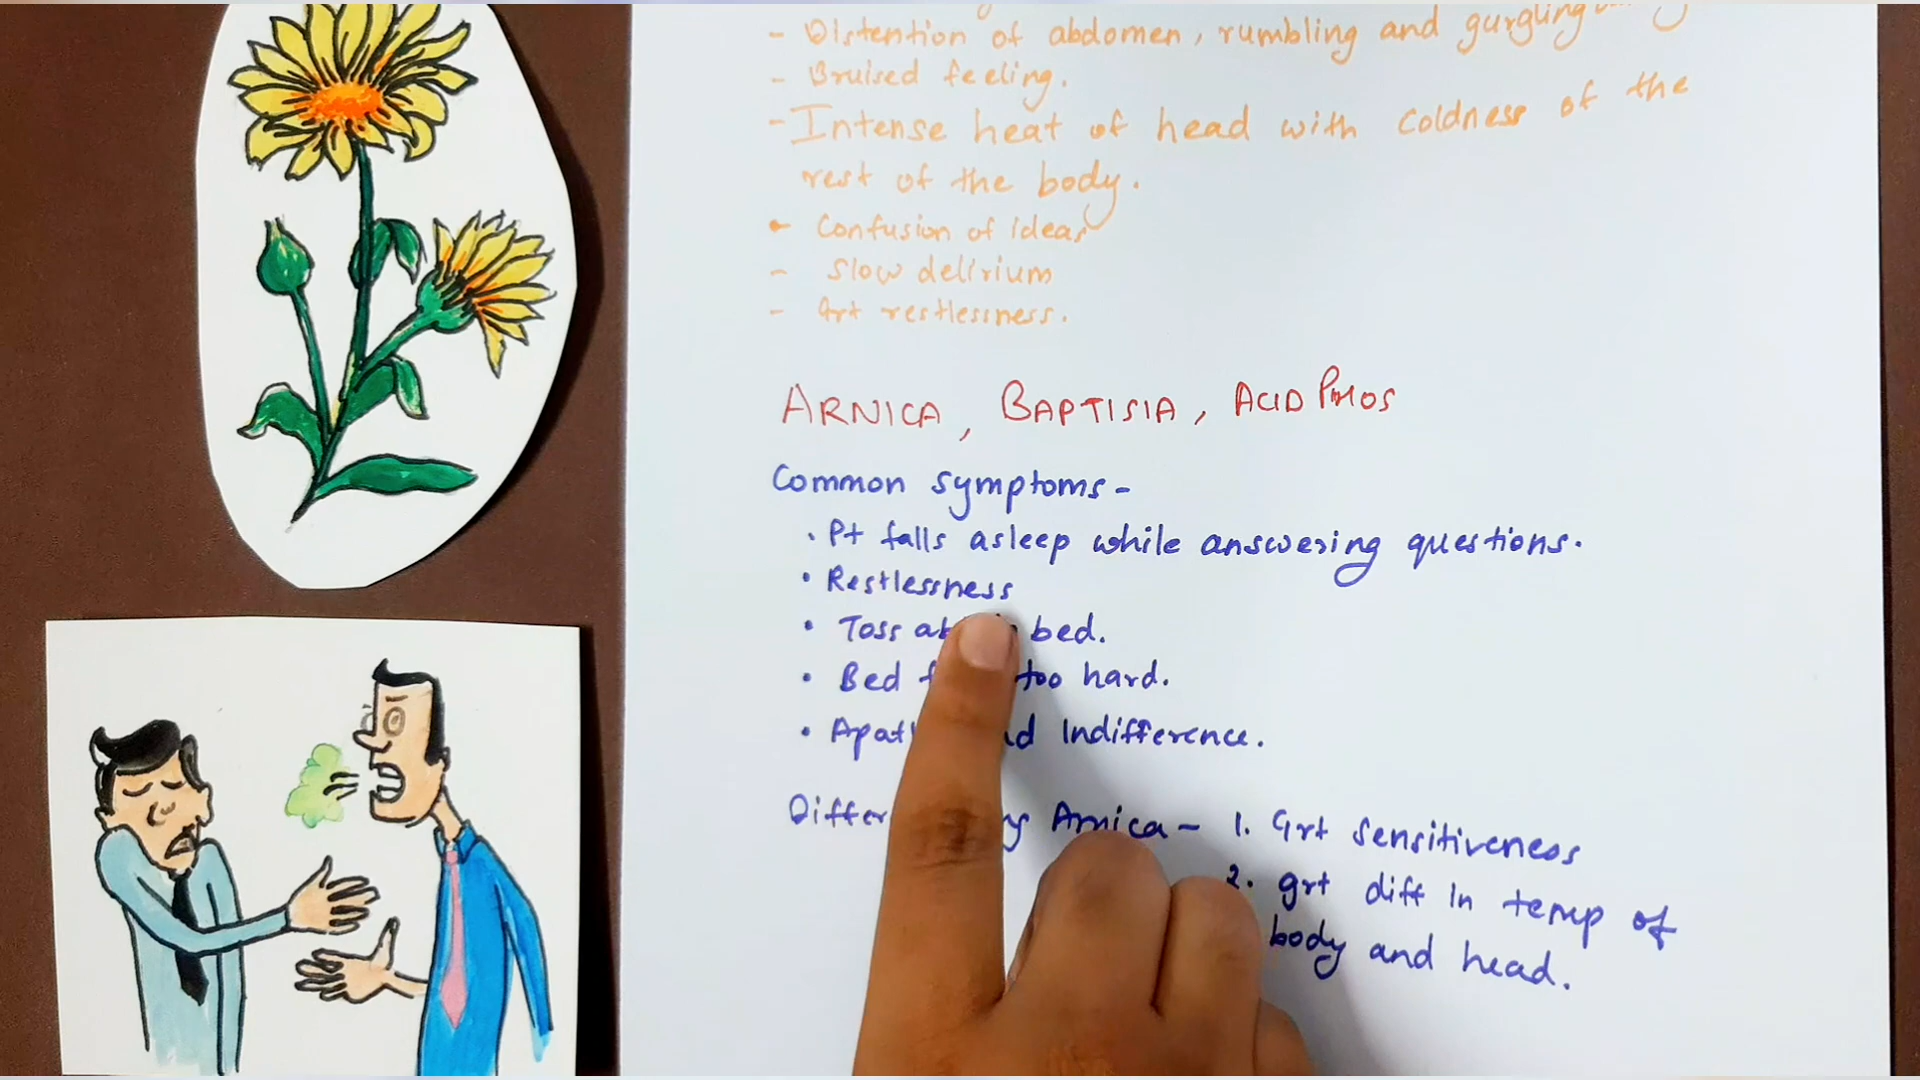 - Distention of abdomen, rumbling and gurgling
- Bruised feeling.
- Intense heat of head with coldness of the
rest of the body.
- Confusion of ideas
- Slow delirium
- Grt restlessness.
ARNICA, BAPTISIA, ACID PHOS
Common symptoms-
• Pt falls asleep while answering questions.
• Restlessness
• Toss bed.
• Bed too hard.
• Indifference.
Arnica- 1. Grt sensitiveness
2. grt diff in temp of
body and head.